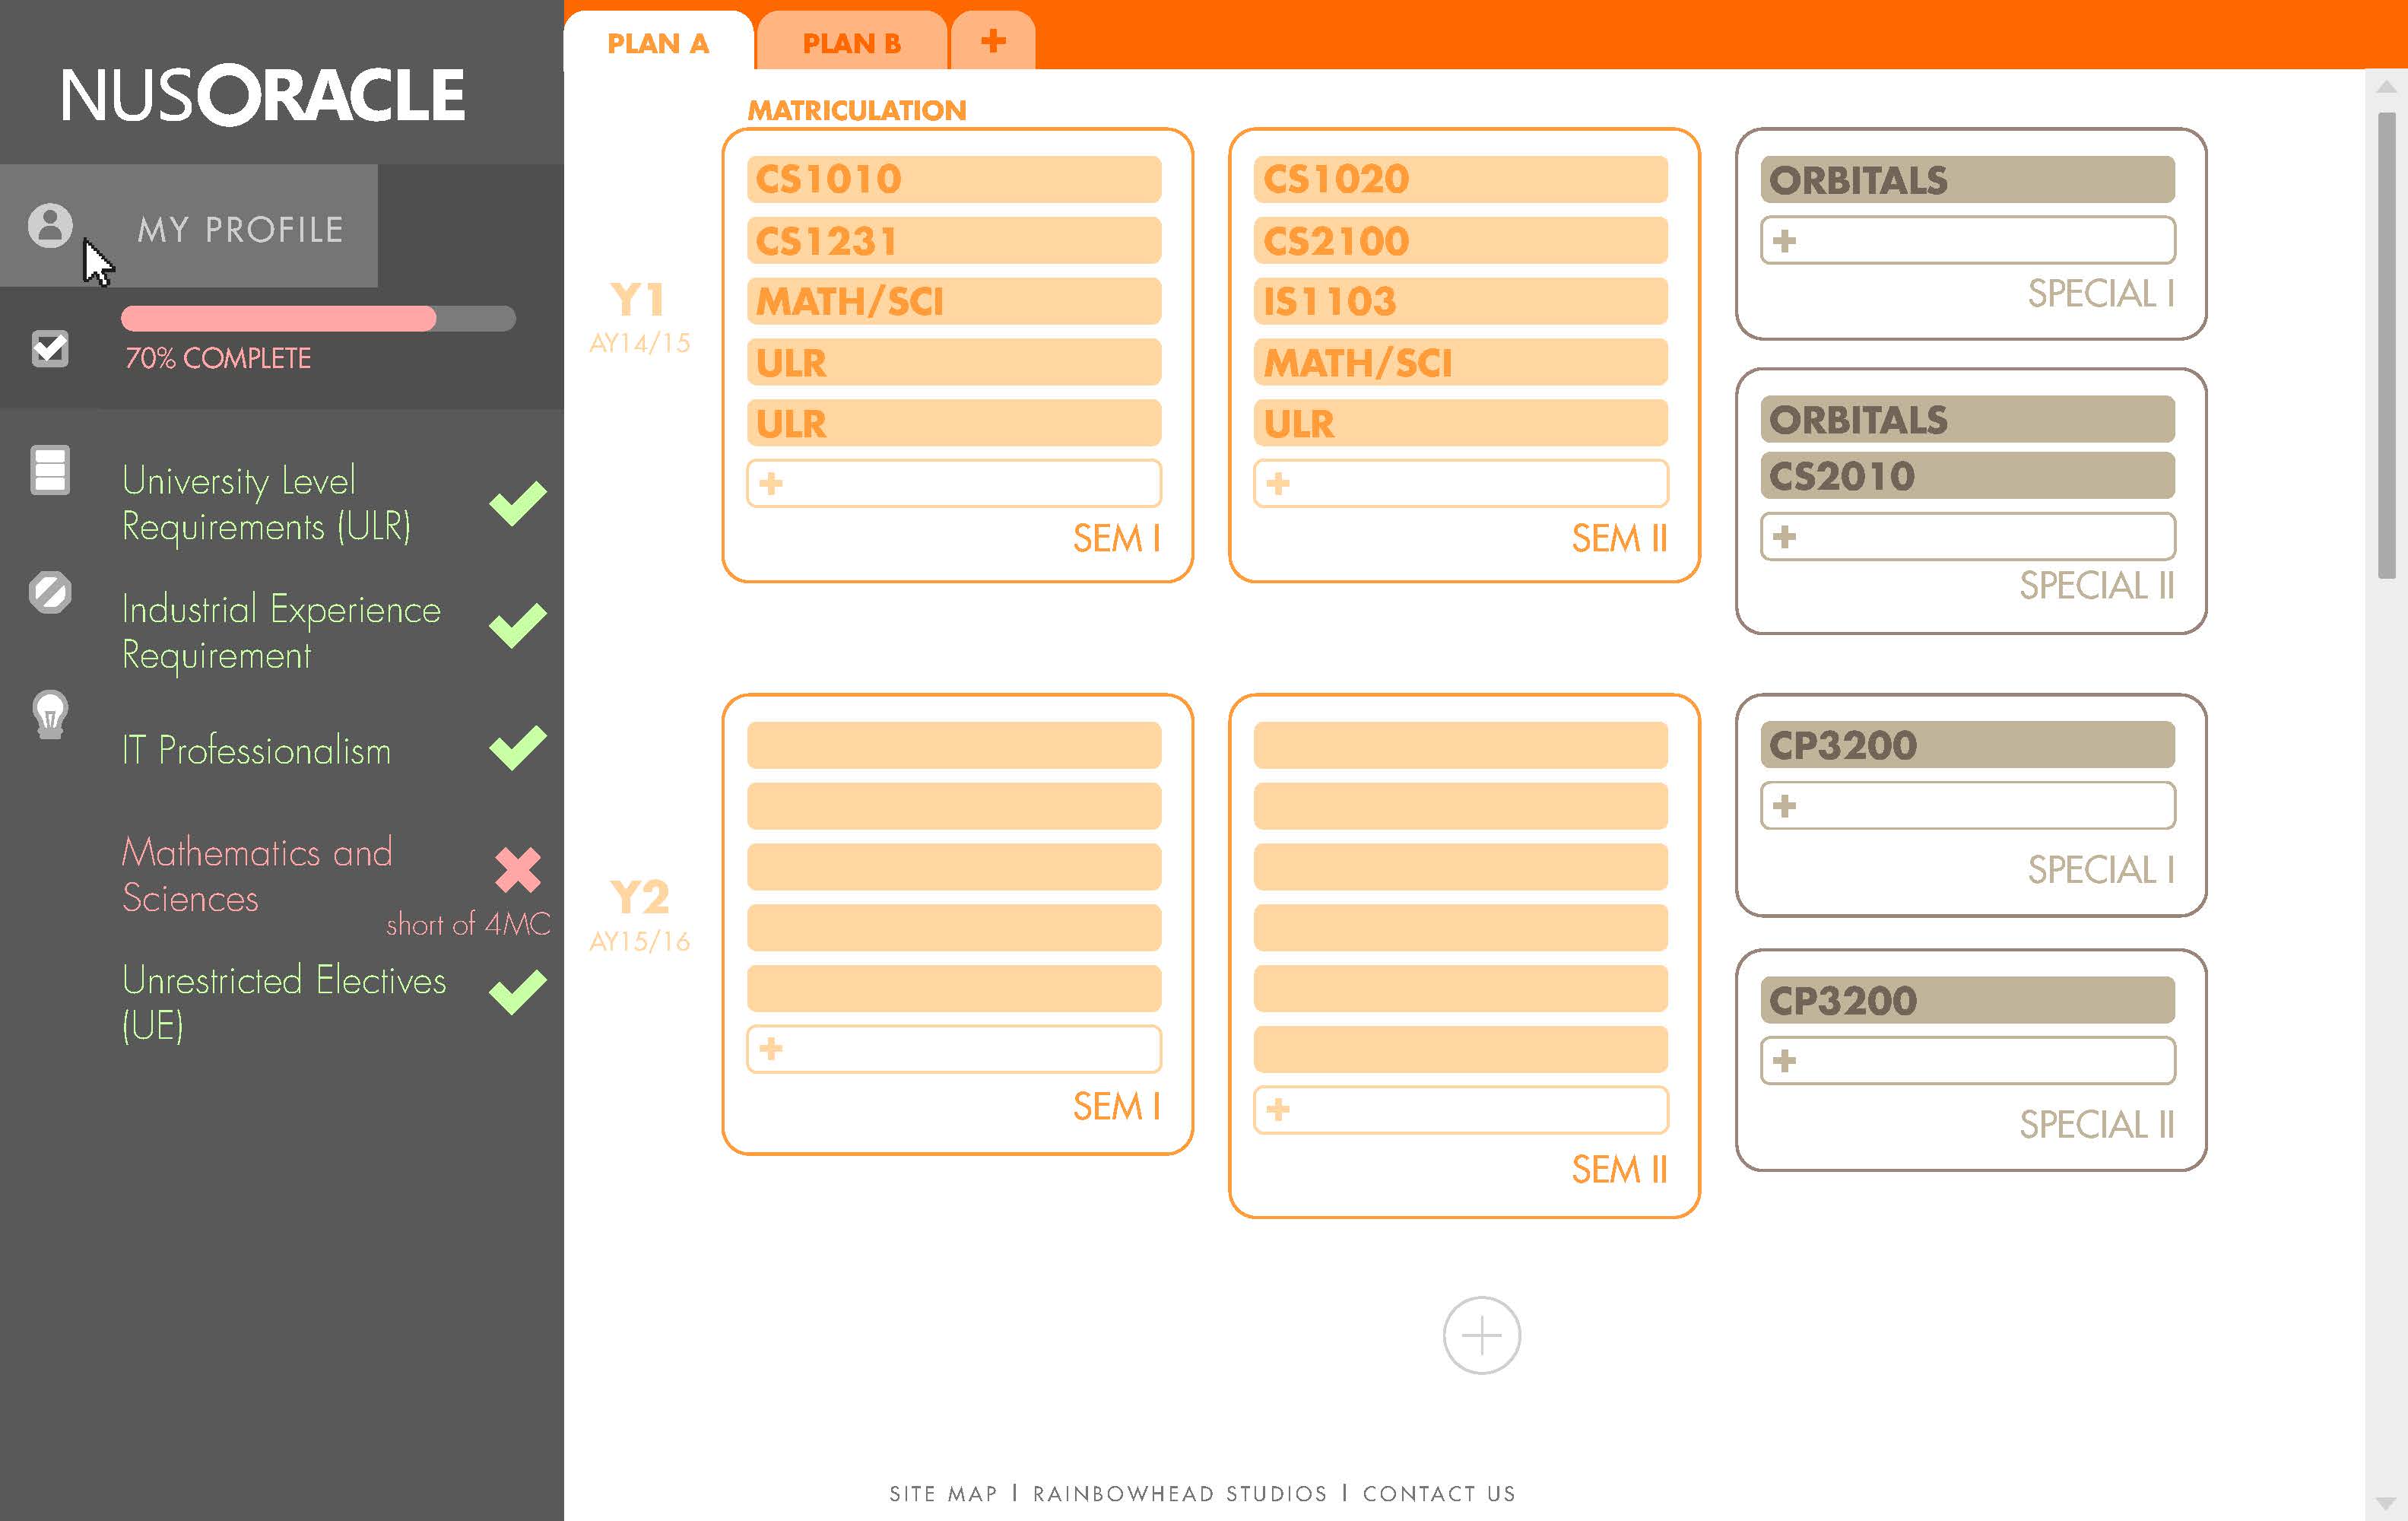 NUSORACLE
MY PROFILE
70% COMPLETE
University Level
Requirements (ULR)
Industrial Experience
Requirement
IT Professionalism
Mathematics and
Sciences
short of 4MC
Unrestricted Electives
(UE)
PLAN A
PLAN B
+
MATRICULATION
Y1
AY14/15
CS1010
CS1231
MATH/SCI
ULR
ULR
+
SEM I
CS1020
CS2100
IS1103
MATH/SCI
ULR
+
SEM II
ORBITALS
+
SPECIAL I
ORBITALS
CS2010
+
SPECIAL II
Y2
AY15/16
+
SEM I
+
SEM II
CP3200
+
SPECIAL I
CP3200
+
SPECIAL II
SITE MAP | RAINBOWHEAD STUDIOS | CONTACT US